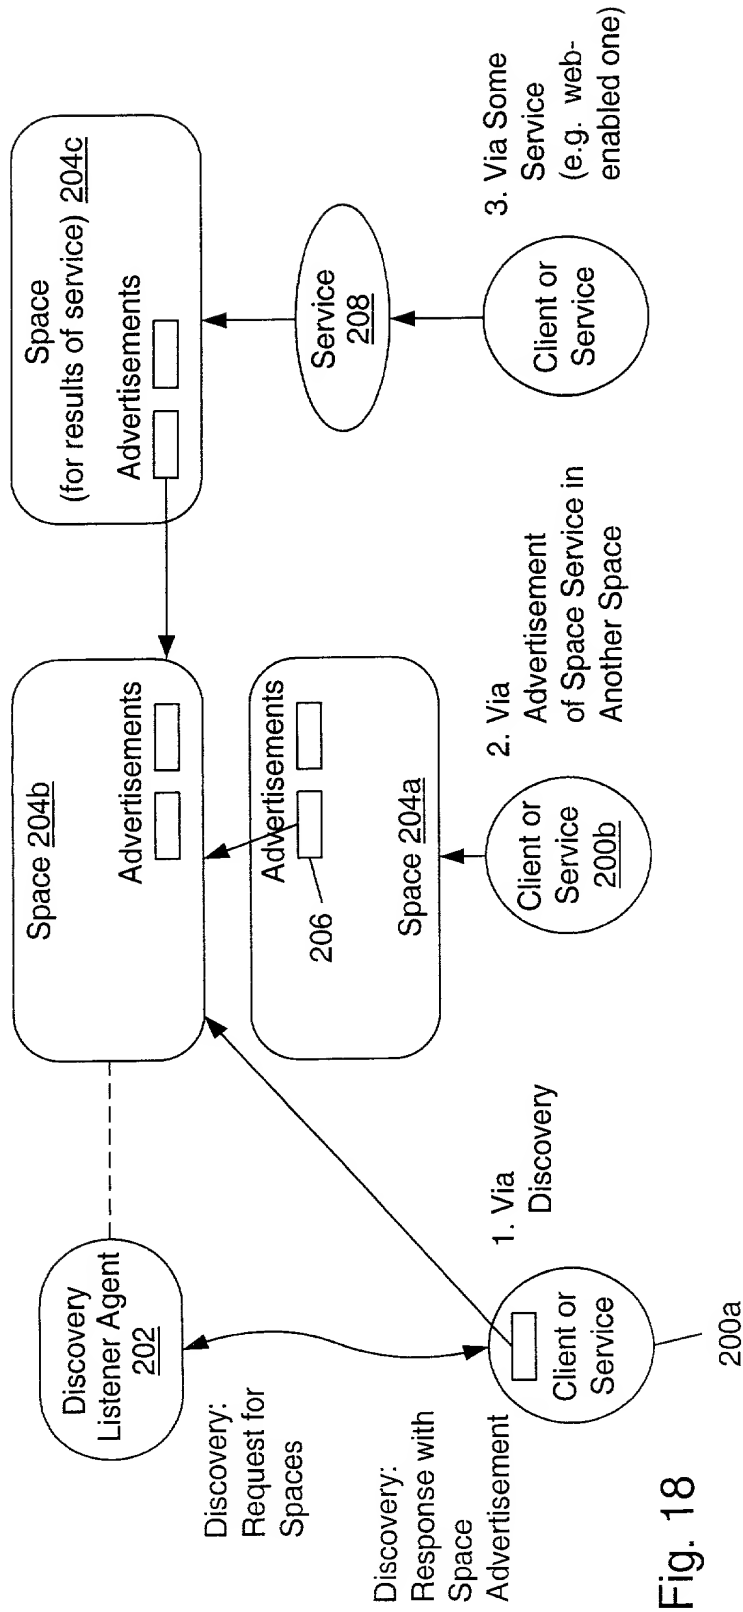 Discovery
Listener Agent
202
Discovery:
Request for
Spaces
Discovery:
Response with
Space
Advertisement
Client or
Service
200a
1. Via
Discovery
Space 204b
Advertisements
Advertisements
206
Space 204a
Client or
Service
200b
2. Via
Advertisement
of Space Service in
Another Space
Space
(for results of service) 204c
Advertisements
Service
208
Client or
Service
3. Via Some
Service
(e.g. web-
enabled one)
Fig. 18